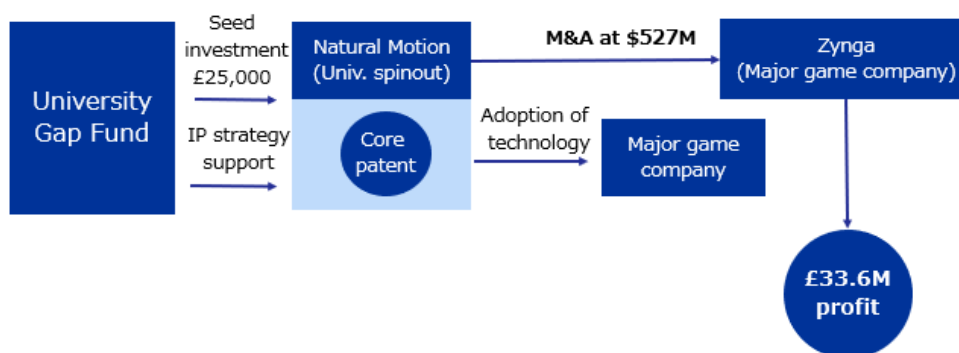 University
Gap Fund
Seed
investment
£25,000
IP strategy
support
Natural Motion
(Univ. spinout)
Core
patent
M&A at $527M
Adoption of
technology
Major game
company
Zynga
(Major game company)
£33.6M
profit